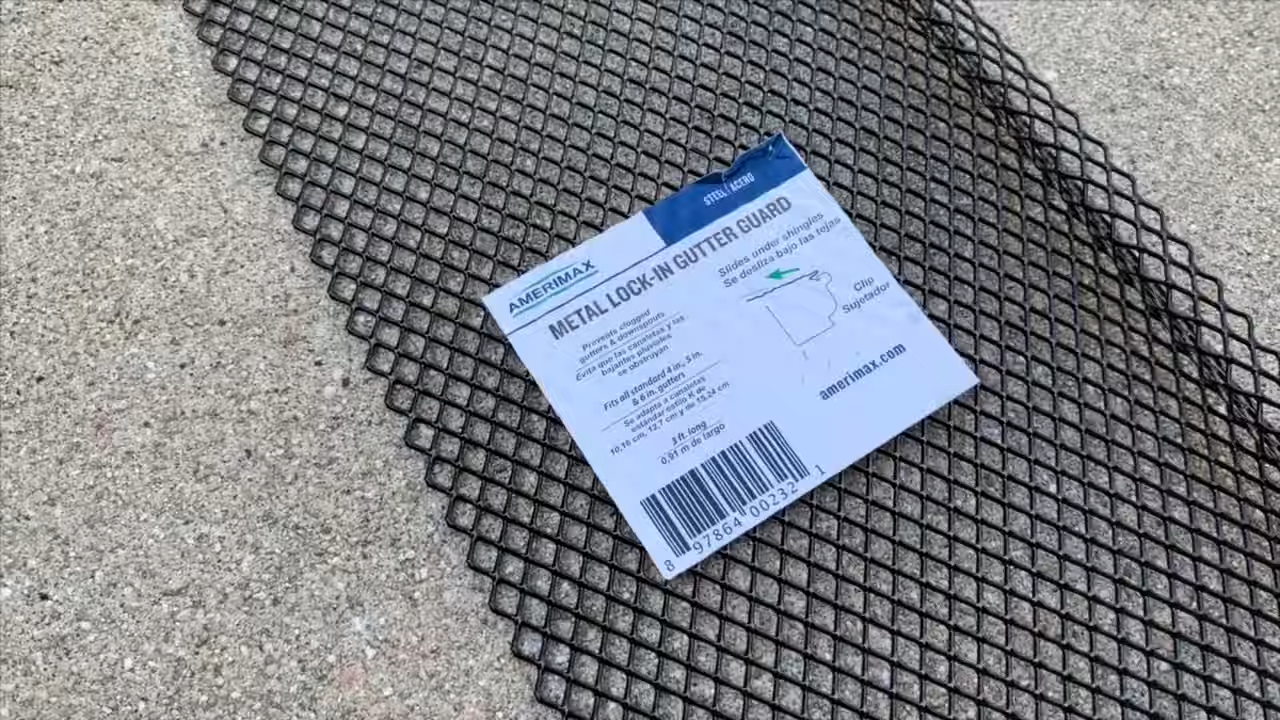 STEEL | ACERO
AMERIMAX
METAL LOCK-IN GUTTER GUARD
Prevents clogged
gutters & downspouts
Evita que las canaletas y las
bajantes pluviales
se obstruyan
Fits all standard 4 in., 5 in.
& 6 in. gutters
Se adapta a canaletas
estándar estilo K de
10,16 cm, 12,7 cm y de 15,24 cm
3 ft. long
0,91 m de largo
Slides under shingles
Se desliza bajo las tejas
Clip
Sujetador
amerimax.com
8 97864 00232 1